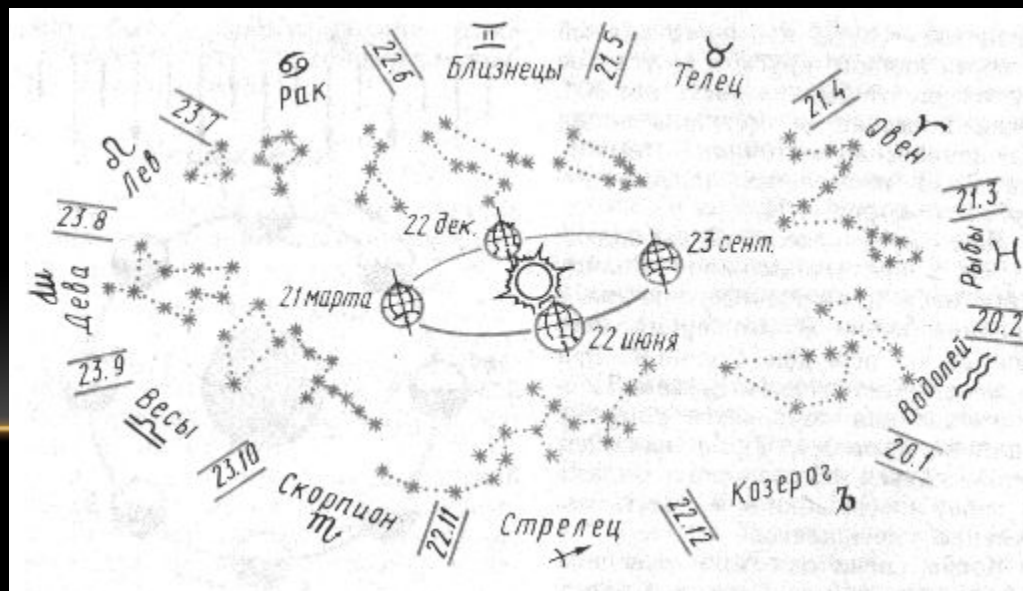 22.6
Близнецы
21.5
Телец
Рак
21.4
Овен
23.7
Лев
21.3
Рыбы
23.8
22 дек.
23 сент.
Дева
21 марта
20.2
22 июня
Водолей
23.9
Весы
20.1
23.10
Скорпион
Козерог
22.11
Стрелец
22.12